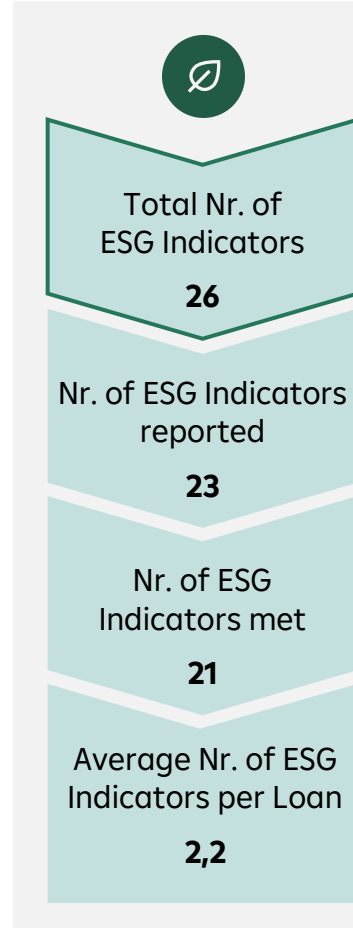 Total Nr. of
ESG Indicators
26
Nr. of ESG Indicators
reported
23
Nr. of ESG
Indicators met
21
Average Nr. of ESG
Indicators per Loan
2,2